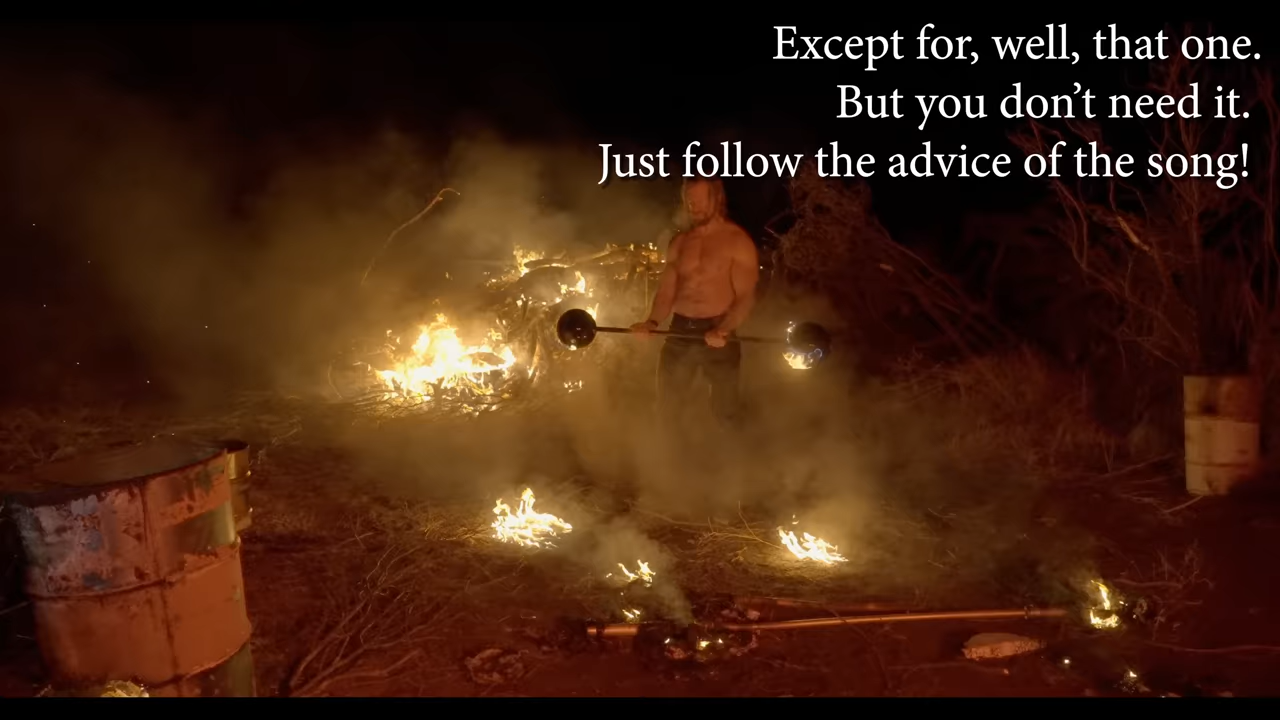 Except for, well, that one.
But you don’t need it.
Just follow the advice of the song!